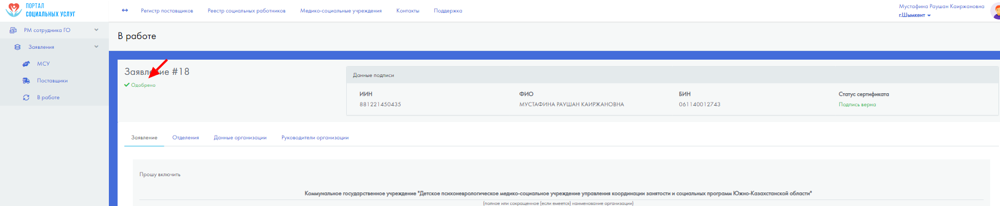 ПОРТАЛ
СОЦИАЛЬНЫХ УСЛУГ
Регистр поставщиков
Реестр социальных работников
Медико-социальные учреждения
Контакты
Поддержка
Мустафина Раушан Каиржановна
г.Шымкент
РМ сотрудника ГО
Заявления
МСУ
Поставщики
В работе
В работе
Заявление #18
Одобрено
Данные подписи
ИИН
ФИО
БИН
Статус сертификата
881221450435
МУСТАФИНА РАУШАН КАИРЖАНОВНА
061140012743
Подпись верна
Заявление
Отделения
Данные организации
Руководители организации
Прошу включить
Коммунальное государственное учреждение "Детское психоневрологическое медико-социальное учреждение управления координации занятости и социальных программ Южно-Казахстанской области"
(полное или сокращенное (если емеется) наименование организации)